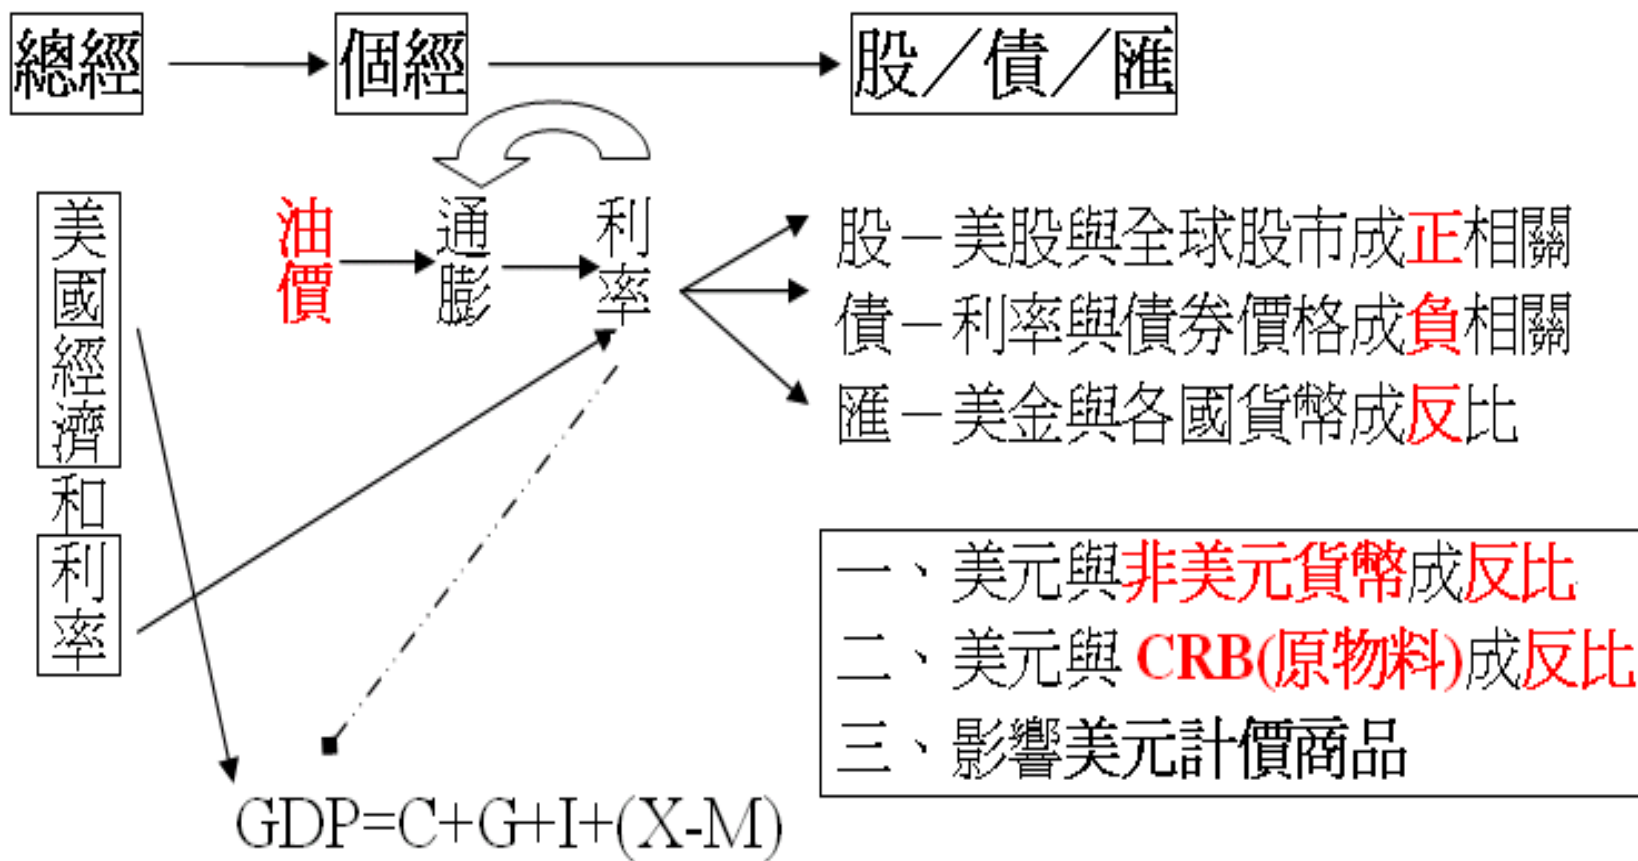 總經
個經
股／債／匯
美國經濟和利率
油價
通膨
利率
股－美股與全球股市成正相關
債－利率與債券價格成負相關
匯－美金與各國貨幣成反比
一、美元與非美元貨幣成反比
二、美元與 CRB(原物料)成反比
三、影響美元計價商品
GDP=C+G+I+(X-M)